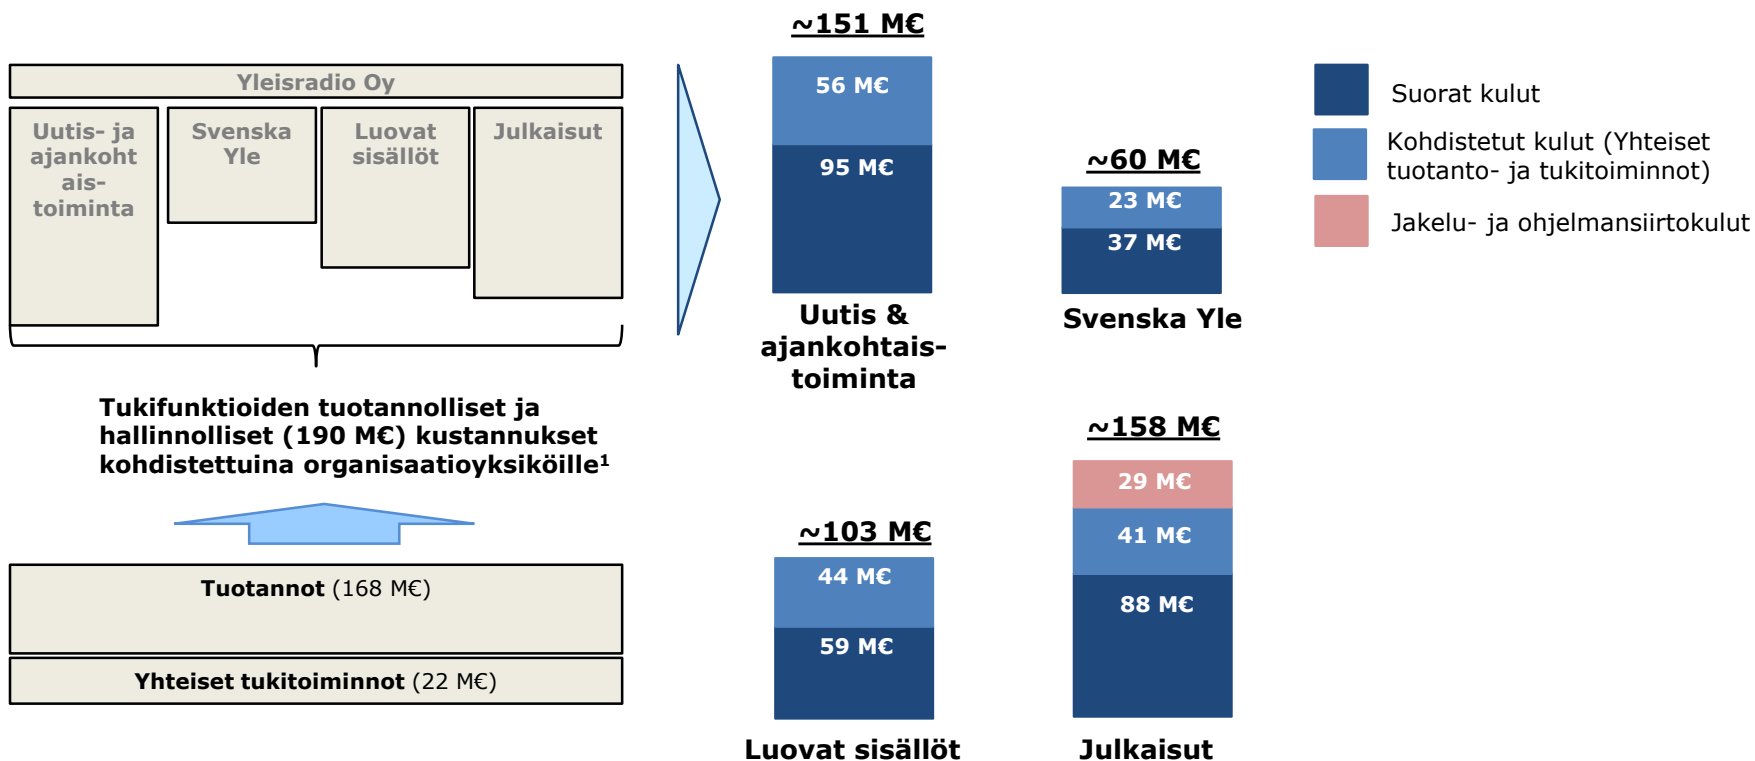 Yleisradio Oy
Uutis- ja
ajankoht
ais-
toiminta
Svenska
Yle
Luovat
sisällöt
Julkaisut
Tukifunktioiden tuotannolliset ja
hallinnolliset (190 M€) kustannukset
kohdistettuina organisaatioyksiköille¹
Tuotannot (168 M€)
Yhteiset tukitoiminnot (22 M€)
~151 M€
56 M€
95 M€
Uutis &
ajankohtais-
toiminta
~60 M€
23 M€
37 M€
Svenska Yle
~103 M€
44 M€
59 M€
Luovat sisällöt
~158 M€
29 M€
41 M€
88 M€
Julkaisut
Suorat kulut
Kohdistetut kulut (Yhteiset
tuotanto- ja tukitoiminnot)
Jakelu- ja ohjelmansiirtokulut